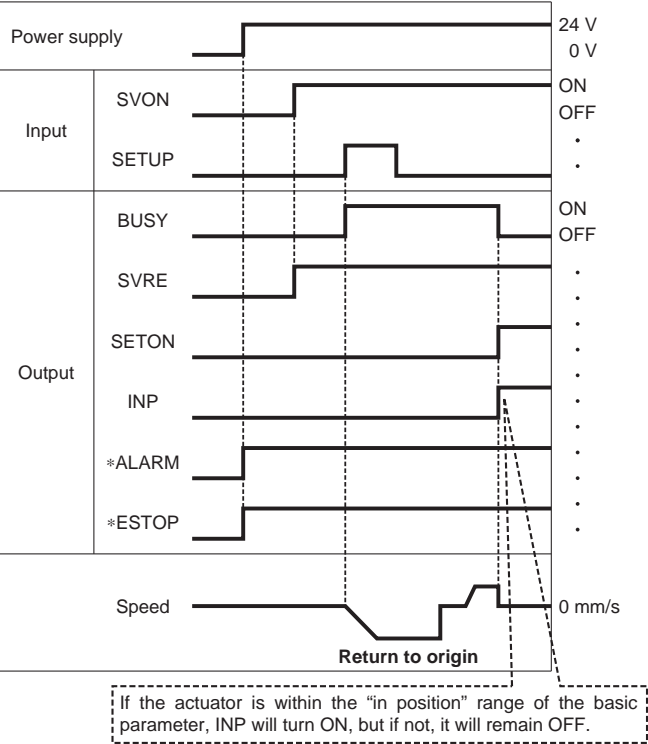 Power supply
24 V
0 V
Input
SVON
ON
OFF
SETUP
Output
BUSY
ON
OFF
SVRE
SETON
INP
∗ALARM
∗ESTOP
Speed
0 mm/s
Return to origin
If the actuator is within the “in position” range of the basic
parameter, INP will turn ON, but if not, it will remain OFF.